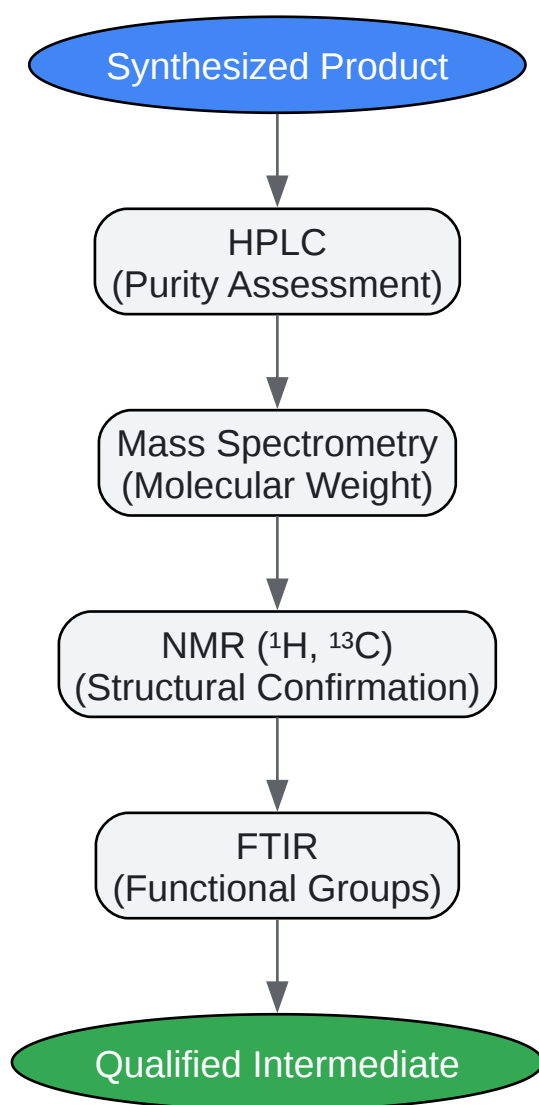 Synthesized Product
HPLC
(Purity Assessment)
Mass Spectrometry
(Molecular Weight)
NMR (¹H, ¹³C)
(Structural Confirmation)
FTIR
(Functional Groups)
Qualified Intermediate